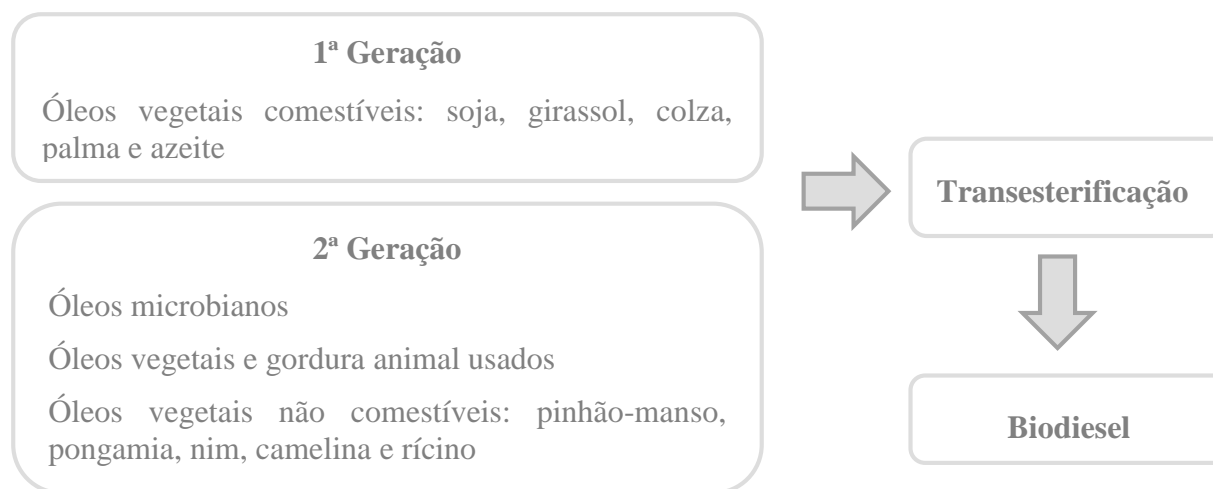 1ª Geração
Óleos vegetais comestíveis: soja, girassol, colza,
palma e azeite
2ª Geração
Óleos microbianos
Óleos vegetais e gordura animal usados
Óleos vegetais não comestíveis: pinhão-manso,
pongamia, nim, camelina e rícino
Transesterificação
Biodiesel